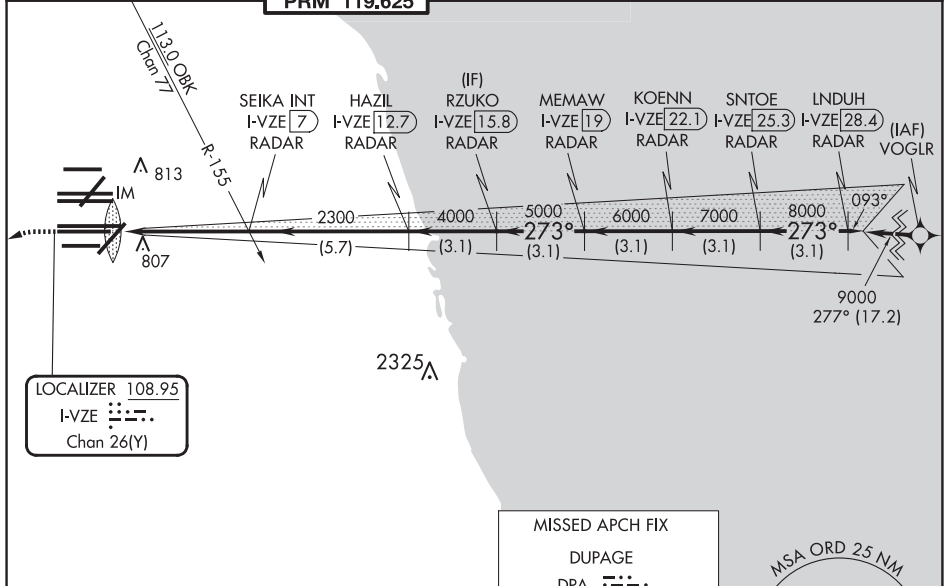 PRM 119.625
113.0 OBK
Chan 77
R-155
SEIKA INT
I-VZE 7
RADAR
HAZIL
I-VZE 12.7
RADAR
(IF)
RZUKO
I-VZE 15.8
RADAR
MEMAW
I-VZE 19
RADAR
KOENN
I-VZE 22.1
RADAR
SNTOE
I-VZE 25.3
RADAR
LNDUH
I-VZE 28.4
RADAR
(IAF)
VOGLR
813
IM
807
2300
4000
5000
6000
7000
8000
093°
273°
273°
(5.7)
(3.1)
(3.1)
(3.1)
(3.1)
(3.1)
9000
277° (17.2)
2325
LOCALIZER 108.95
I-VZE
Chan 26(Y)
MISSED APCH FIX
DUPAGE
DPA
MSA ORD 25 NM